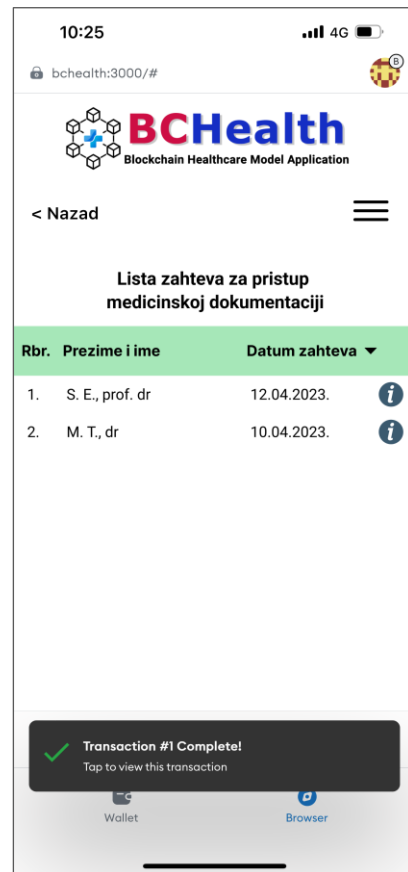 10:25
4G
bchealth:3000/#
B
BCHealth
Blockchain Healthcare Model Application
< Nazad
Lista zahteva za pristup
medicinskoj dokumentaciji
Rbr. Prezime i ime Datum zahteva
1. S. E., prof. dr 12.04.2023. i
2. M. T., dr 10.04.2023. i
Transaction #1 Complete!
Tap to view this transaction
Wallet Browser